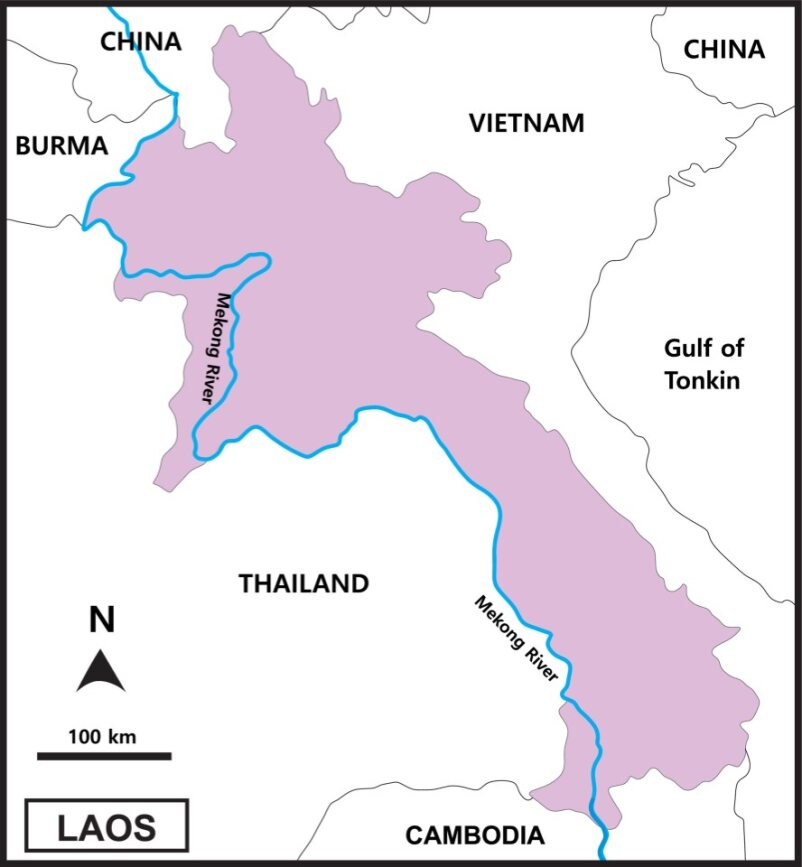 CHINA
CHINA
VIETNAM
BURMA
Mekong River
Gulf of
Tonkin
THAILAND
Mekong River
N
100 km
LAOS
CAMBODIA